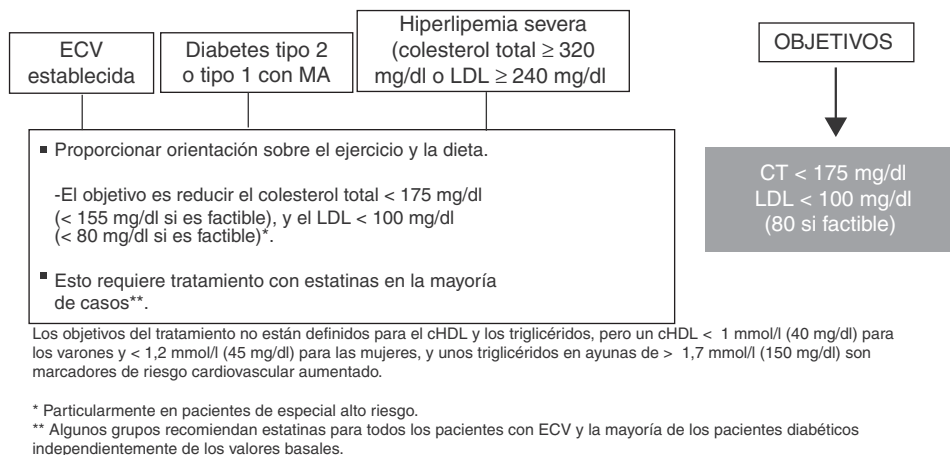 ECV
establecida
Diabetes tipo 2
o tipo 1 con MA
Hiperlipemia severa
(colesterol total ≥ 320
mg/dl o LDL ≥ 240 mg/dl
OBJETIVOS
▪ Proporcionar orientación sobre el ejercicio y la dieta.
-El objetivo es reducir el colesterol total < 175 mg/dl
(< 155 mg/dl si es factible), y el LDL < 100 mg/dl
(< 80 mg/dl si es factible)*.
▪ Esto requiere tratamiento con estatinas en la mayoría
de casos**.
CT < 175 mg/dl
LDL < 100 mg/dl
(80 si factible)
Los objetivos del tratamiento no están definidos para el cHDL y los triglicéridos, pero un cHDL < 1 mmol/l (40 mg/dl) para
los varones y < 1,2 mmol/l (45 mg/dl) para las mujeres, y unos triglicéridos en ayunas de > 1,7 mmol/l (150 mg/dl) son
marcadores de riesgo cardiovascular aumentado.
* Particularmente en pacientes de especial alto riesgo.
** Algunos grupos recomiendan estatinas para todos los pacientes con ECV y la mayoría de los pacientes diabéticos
independientemente de los valores basales.